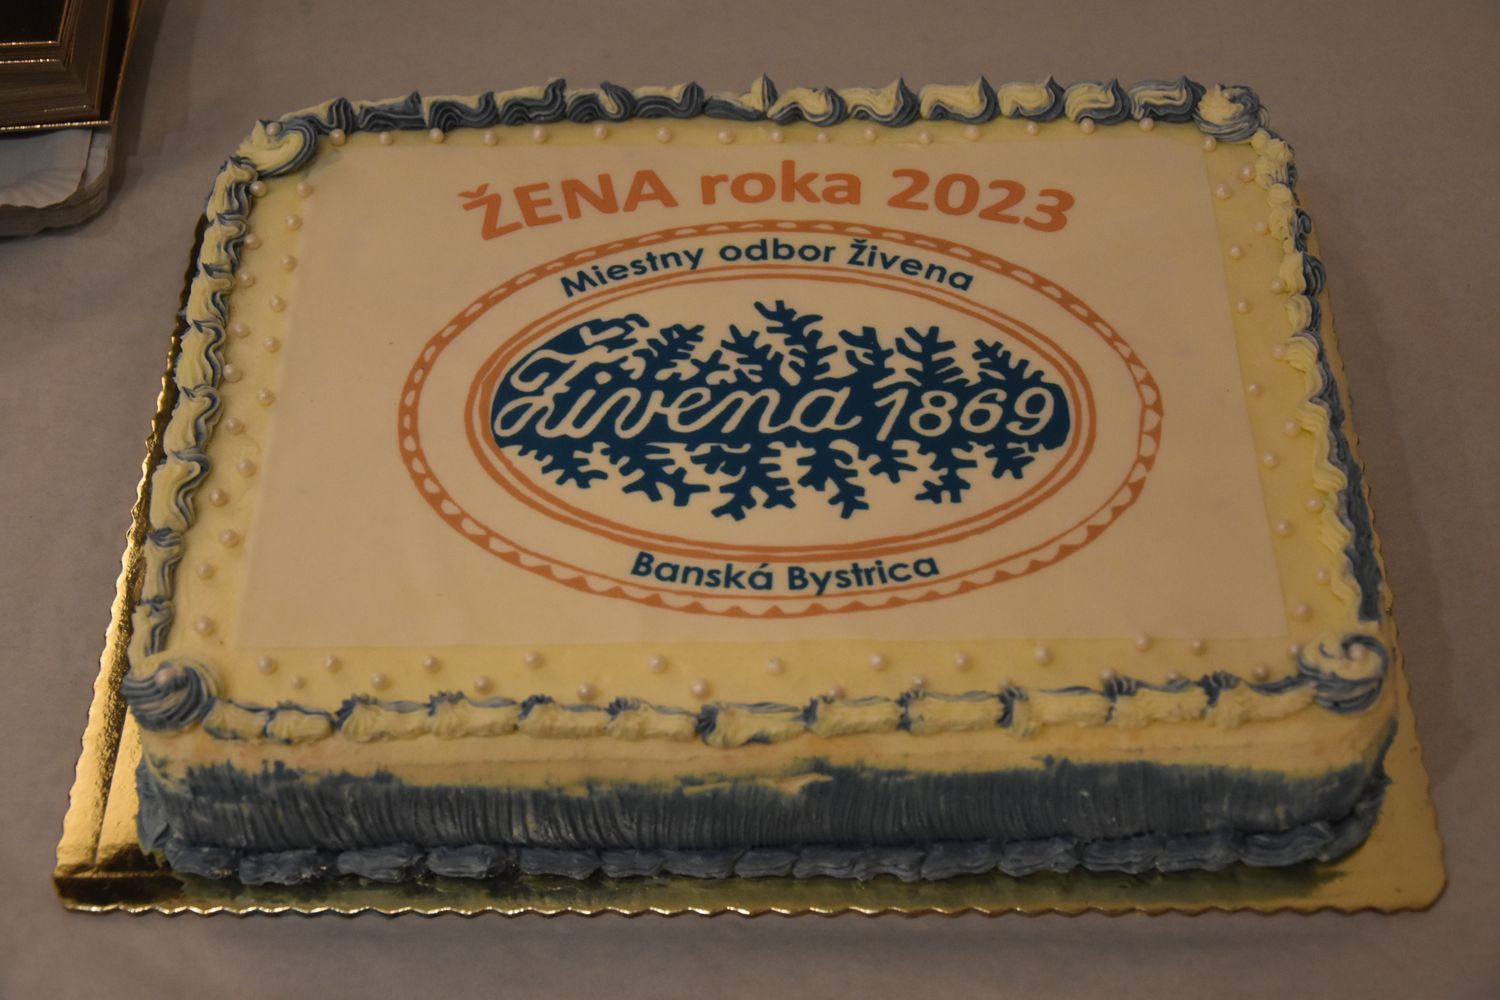 ŽENA roka 2023
Miestny odbor Živena
Živena 1869
Banská Bystrica